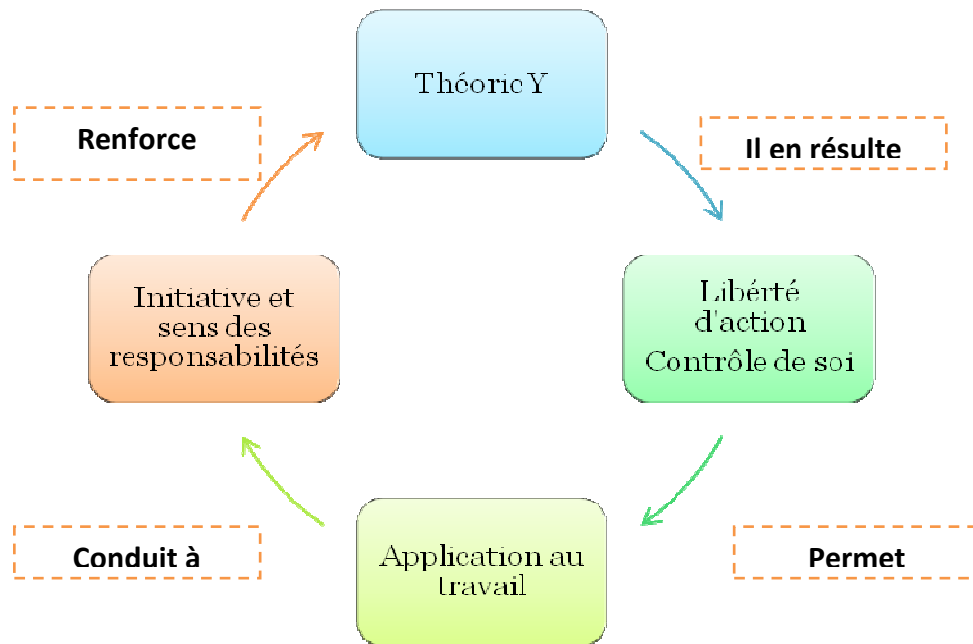 Théorie Y
Renforce
Il en résulte
Initiative et
sens des
responsabilités
Libérté
d'action
Contrôle de soi
Conduit à
Application au
travail
Permet